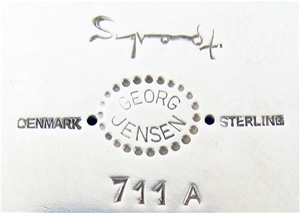 GEORG
DENMARK JENSEN STERLING
711 A